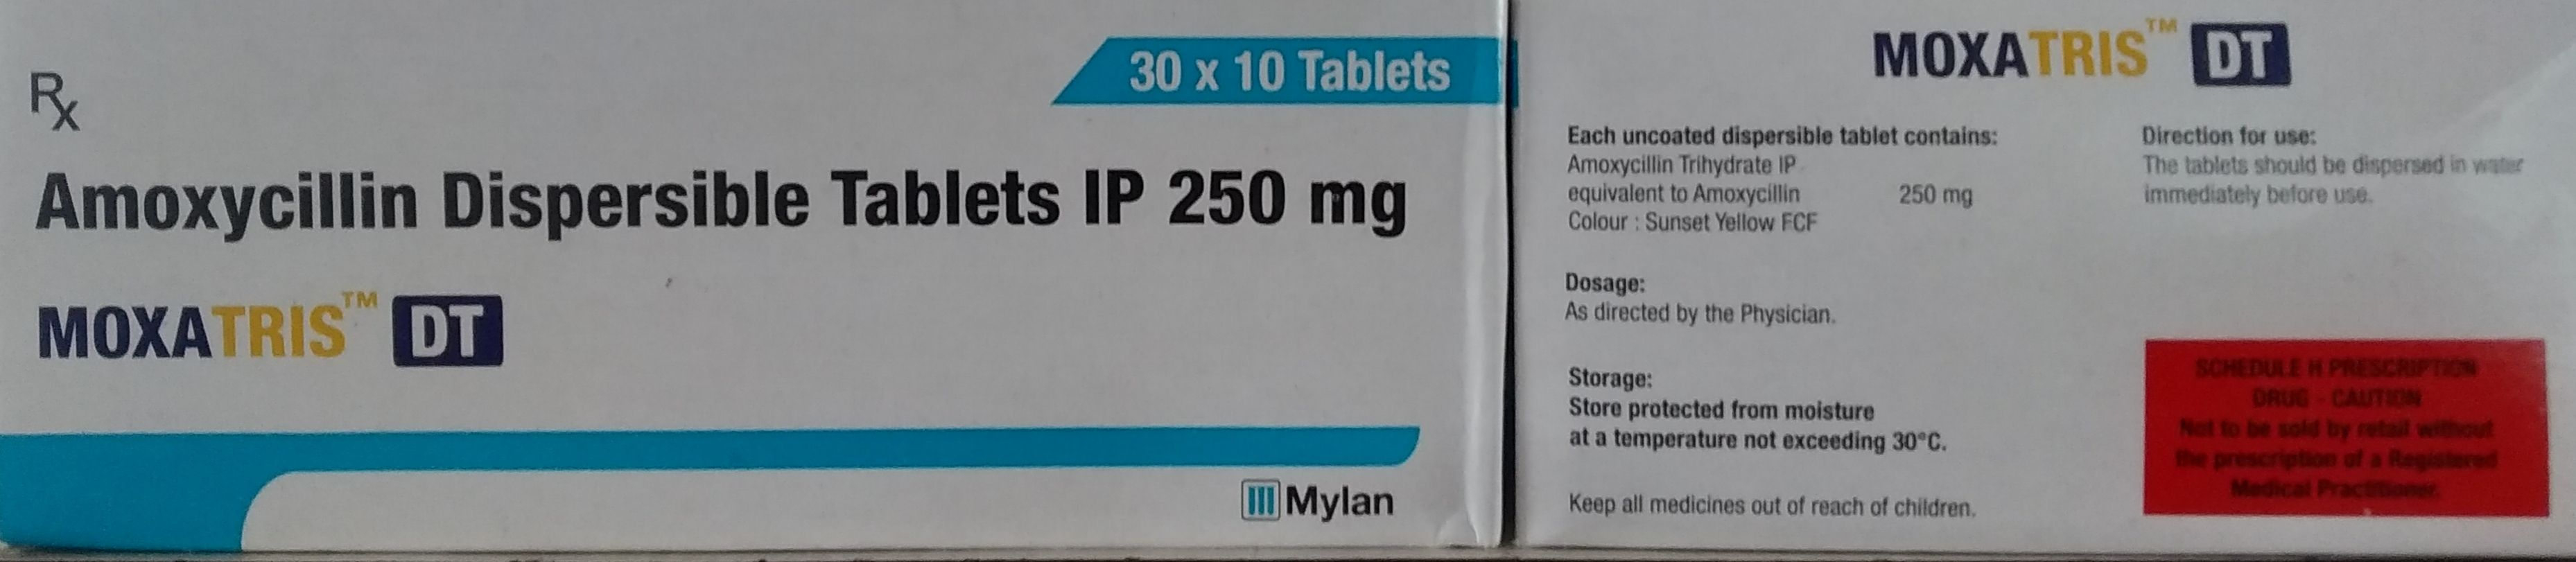 30 x 10 Tablets
Rx
Amoxycillin Dispersible Tablets IP 250 mg
MOXATRIS™ DT
Mylan
MOXATRIS™ DT
Each uncoated dispersible tablet contains:
Amoxycillin Trihydrate IP
equivalent to Amoxycillin 250 mg
Colour : Sunset Yellow FCF
Dosage:
As directed by the Physician.
Storage:
Store protected from moisture
at a temperature not exceeding 30°C.
Keep all medicines out of reach of children.
Direction for use:
The tablets should be dispersed in water
immediately before use.
SCHEDULE H PRESCRIPTION
DRUG - CAUTION
Not to be sold by retail without
the prescription of a Registered
Medical Practitioner.